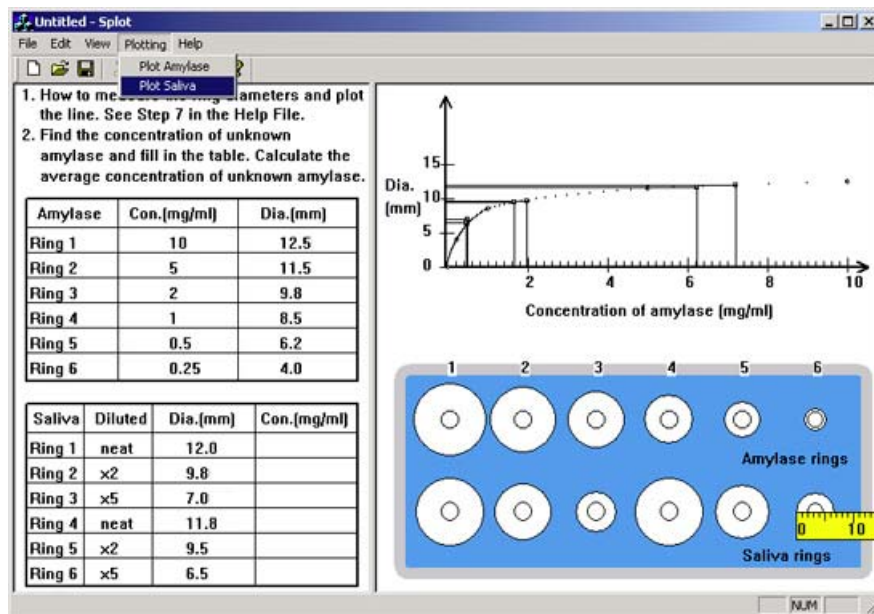 Untitled - Splot
File Edit View Plotting Help
Plot Amylase
Plot Saliva
1. How to measure the ring diameters and plot
the line. See Step 7 in the Help File.
2. Find the concentration of unknown
amylase and fill in the table. Calculate the
average concentration of unknown amylase.
Amylase Con.(mg/ml) Dia.(mm)
Ring 1 10 12.5
Ring 2 5 11.5
Ring 3 2 9.8
Ring 4 1 8.5
Ring 5 0.5 6.2
Ring 6 0.25 4.0
Saliva Diluted Dia.(mm) Con.(mg/ml)
Ring 1 neat 12.0
Ring 2 x2 9.8
Ring 3 x5 7.0
Ring 4 neat 11.8
Ring 5 x2 9.5
Ring 6 x5 6.5
15
Dia. 10
(mm) 5
0
2 4 6 8 10
Concentration of amylase (mg/ml)
1 2 3 4 5 6
Amylase rings
0 10
Saliva rings
NUM